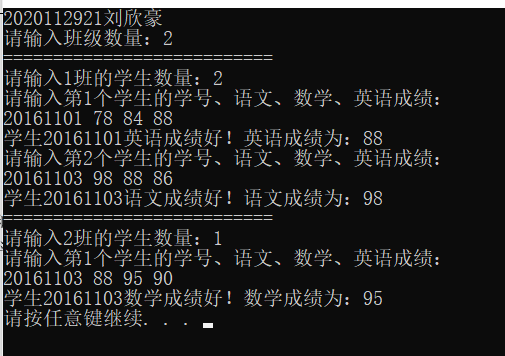 2020112921刘欣豪
请输入班级数量：2
===========================
请输入1班的学生数量：2
请输入第1个学生的学号、语文、数学、英语成绩：
20161101 78 84 88
学生20161101英语成绩好！英语成绩为：88
请输入第2个学生的学号、语文、数学、英语成绩：
20161103 98 88 86
学生20161103语文成绩好！语文成绩为：98
===========================
请输入2班的学生数量：1
请输入第1个学生的学号、语文、数学、英语成绩：
20161103 88 95 90
学生20161103数学成绩好！数学成绩为：95
请按任意键继续. . .